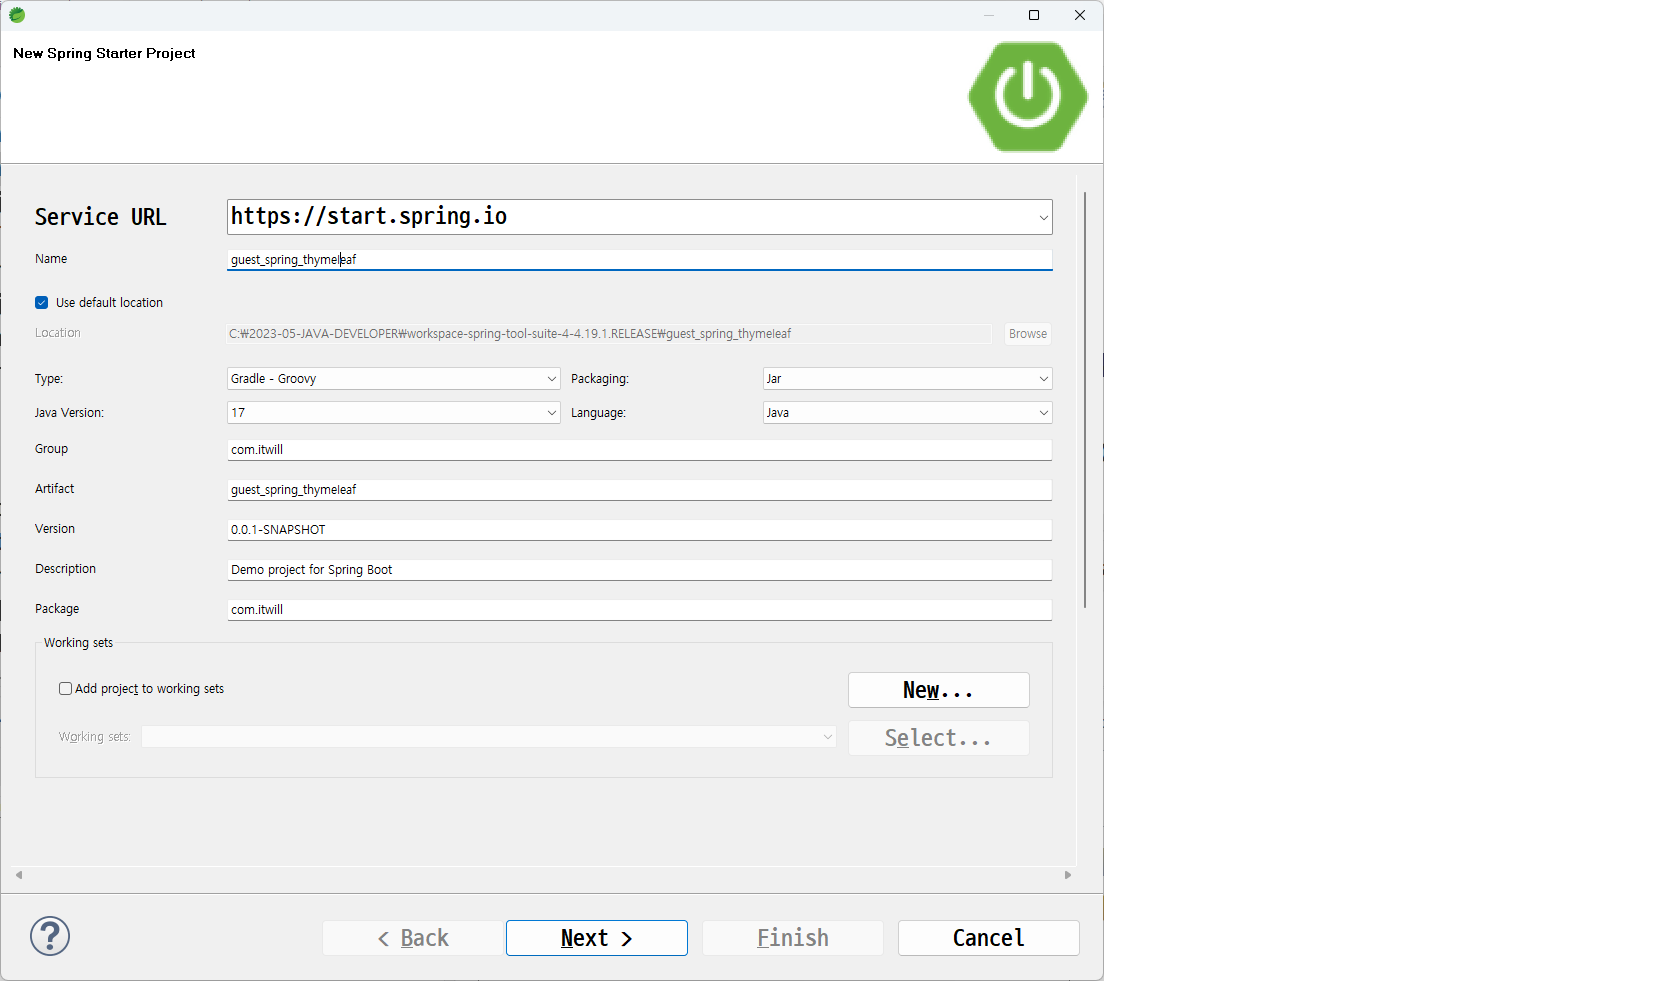 New Spring Starter Project
Service URL https://start.spring.io
Name guest_spring_thymeleaf
Use default location
Location C:₩2023-05-JAVA-DEVELOPER₩workspace-spring-tool-suite-4-4.19.1.RELEASE₩guest_spring_thymeleaf Browse
Type: Gradle - Groovy Packaging: Jar
Java Version: 17 Language: Java
Group com.itwill
Artifact guest_spring_thymeleaf
Version 0.0.1-SNAPSHOT
Description Demo project for Spring Boot
Package com.itwill
Working sets
Add project to working sets New...
Working sets: Select...
? < Back Next > Finish Cancel